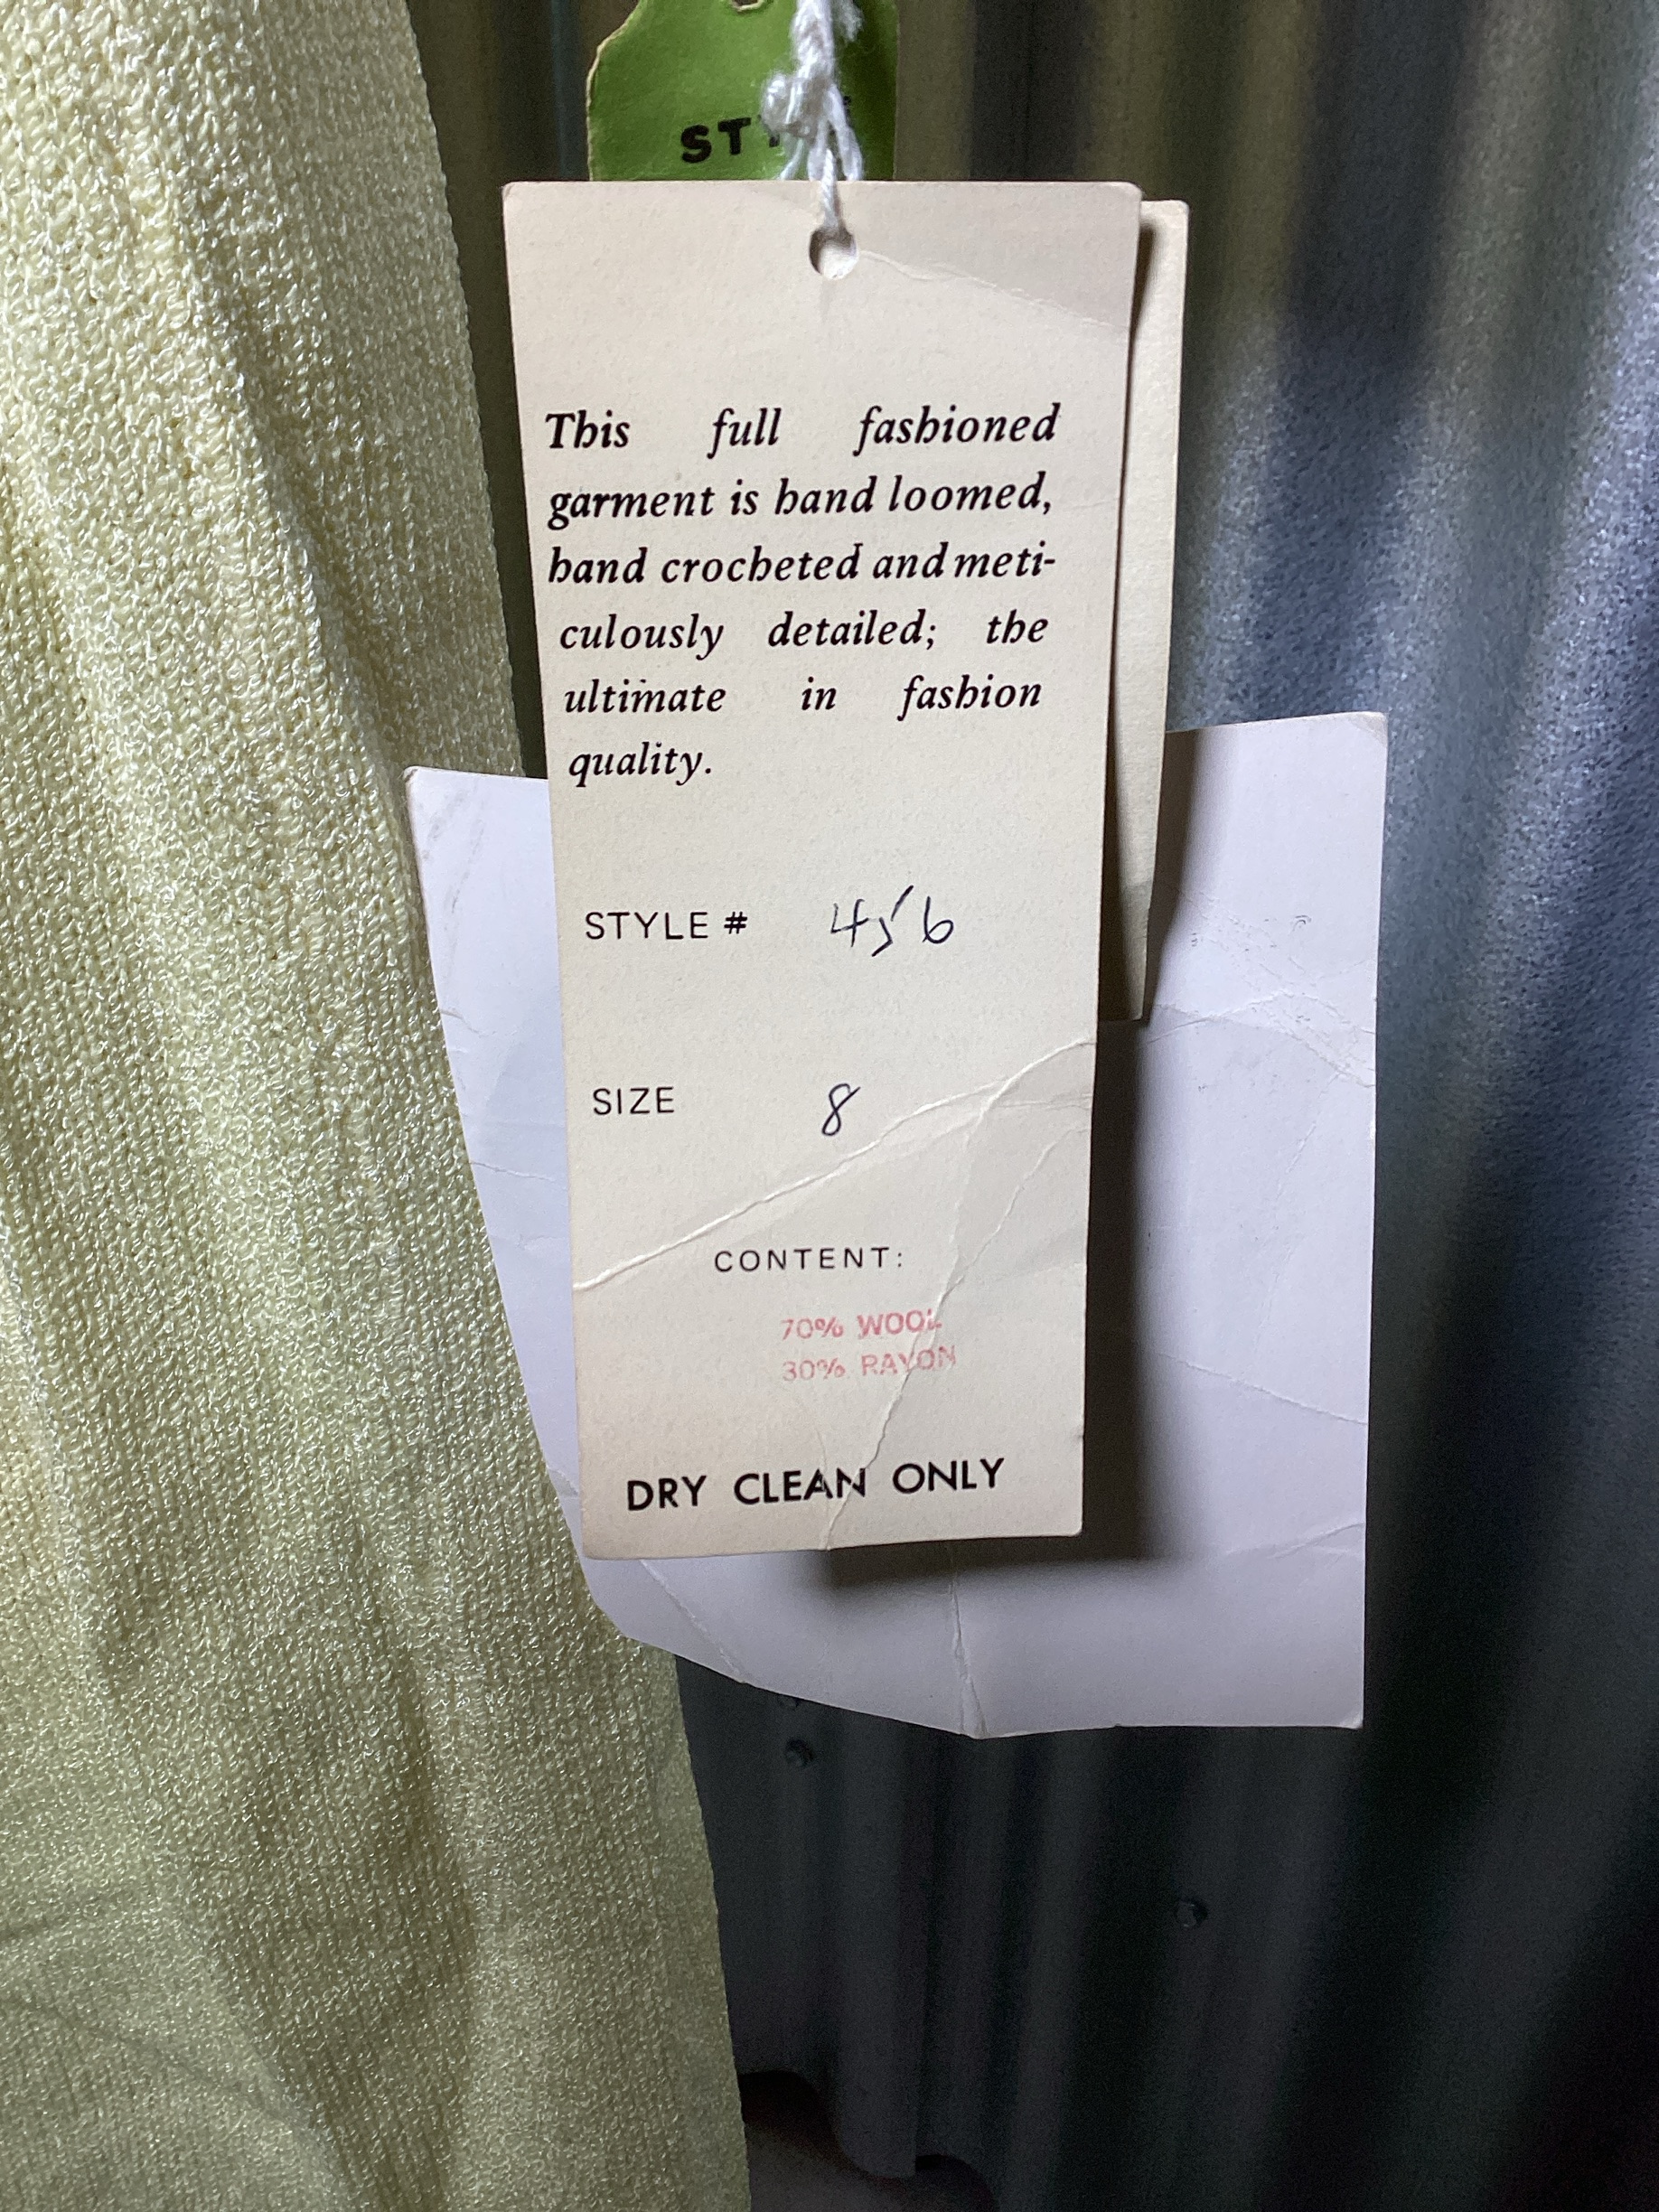 This full fashioned
garment is hand loomed,
hand crocheted and meti-
culously detailed; the
ultimate in fashion
quality.
STYLE # 456
SIZE 8
CONTENT:
70% WOOL
30% RAYON
DRY CLEAN ONLY